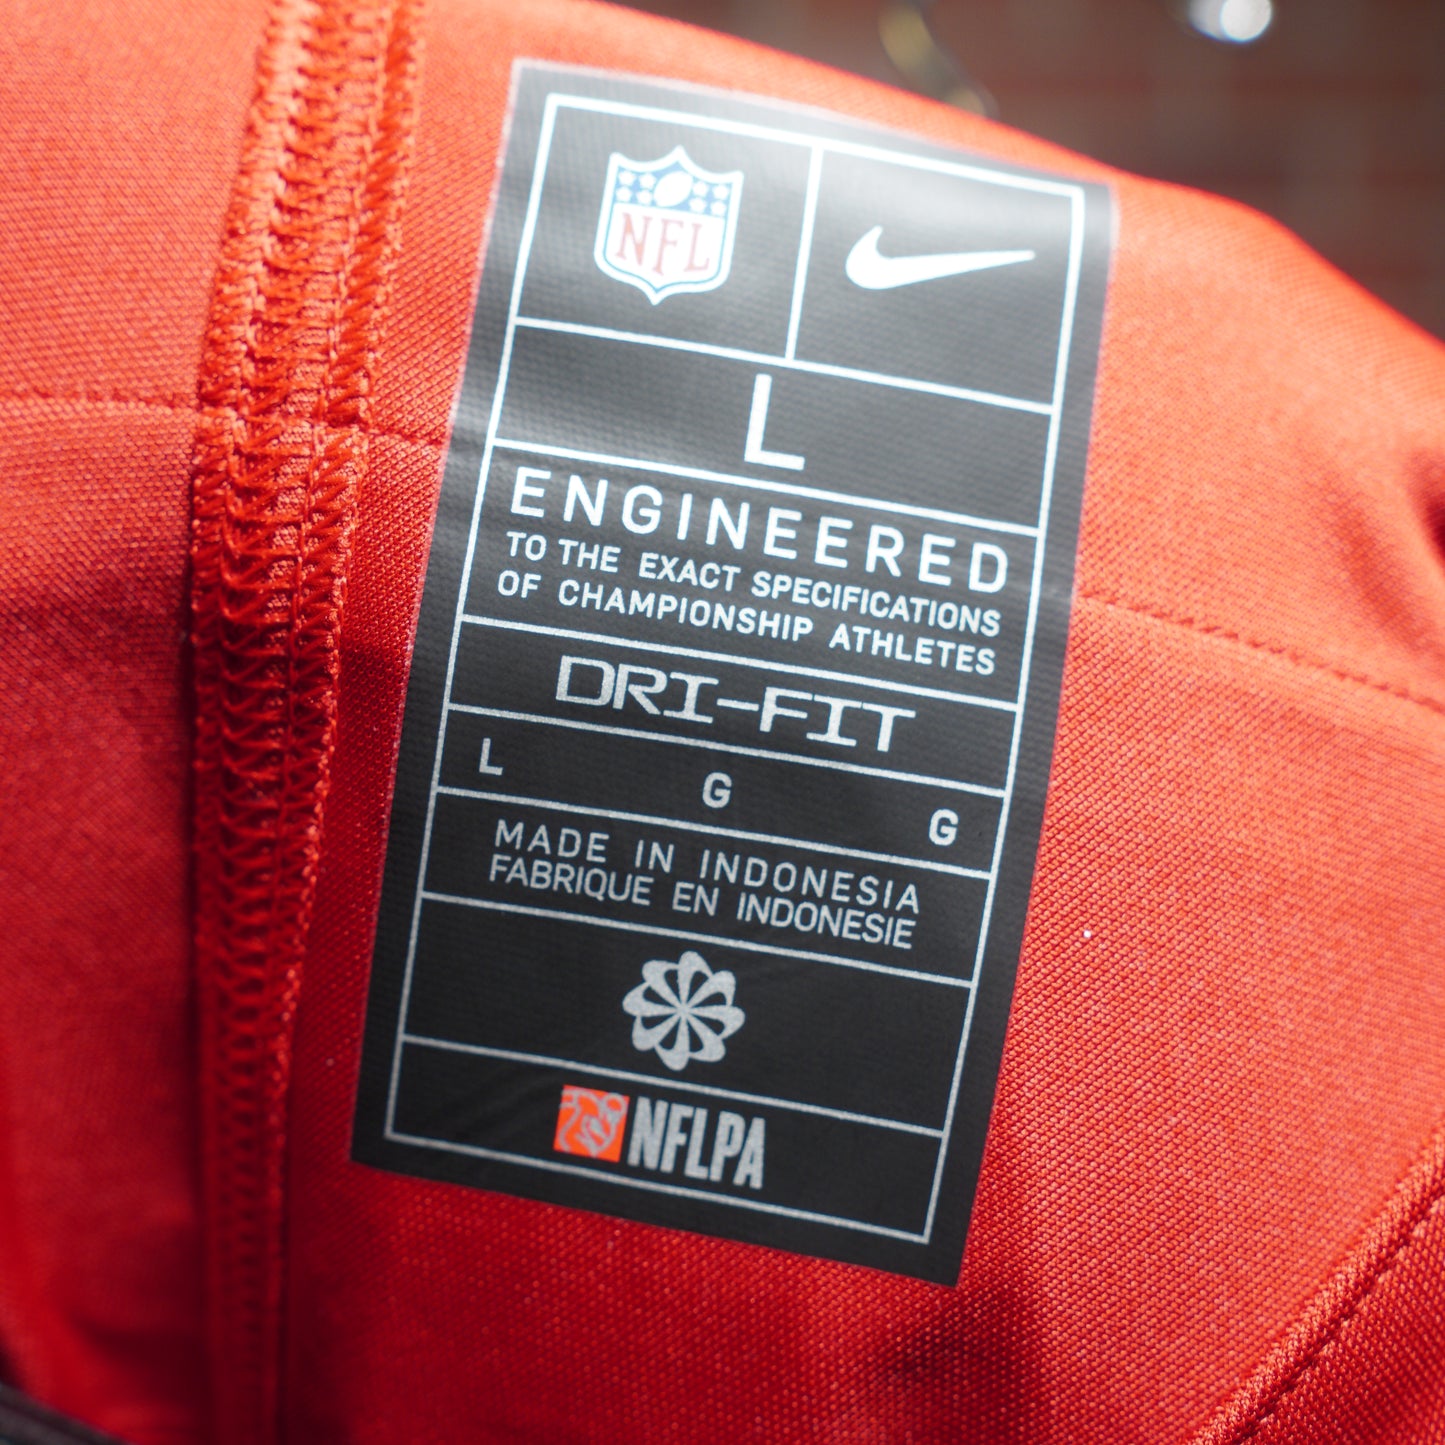 NFL
L
ENGINEERED
TO THE EXACT SPECIFICATIONS
OF CHAMPIONSHIP ATHLETES
DRI-FIT
L G G
MADE IN INDONESIA
FABRIQUE EN INDONESIE
NFLPA